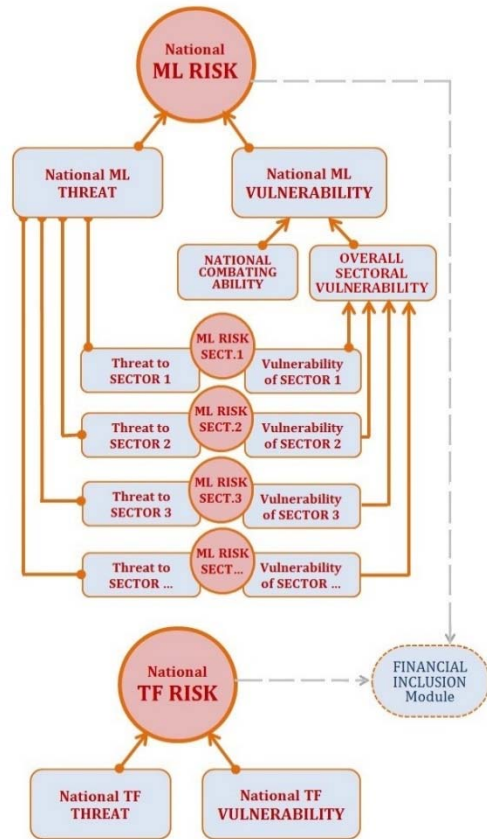 National
ML RISK
National ML
THREAT
National ML
VULNERABILITY
NATIONAL
COMBATING
ABILITY
OVERALL
SECTORAL
VULNERABILITY
Threat to
SECTOR 1
ML RISK
SECT.1
Vulnerability
of SECTOR 1
Threat to
SECTOR 2
ML RISK
SECT.2
Vulnerability
of SECTOR 2
Threat to
SECTOR 3
ML RISK
SECT.3
Vulnerability
of SECTOR 3
Threat to
SECTOR ...
ML RISK
SECT...
Vulnerability
of SECTOR ...
National
TF RISK
FINANCIAL
INCLUSION
Module
National TF
THREAT
National TF
VULNERABILITY